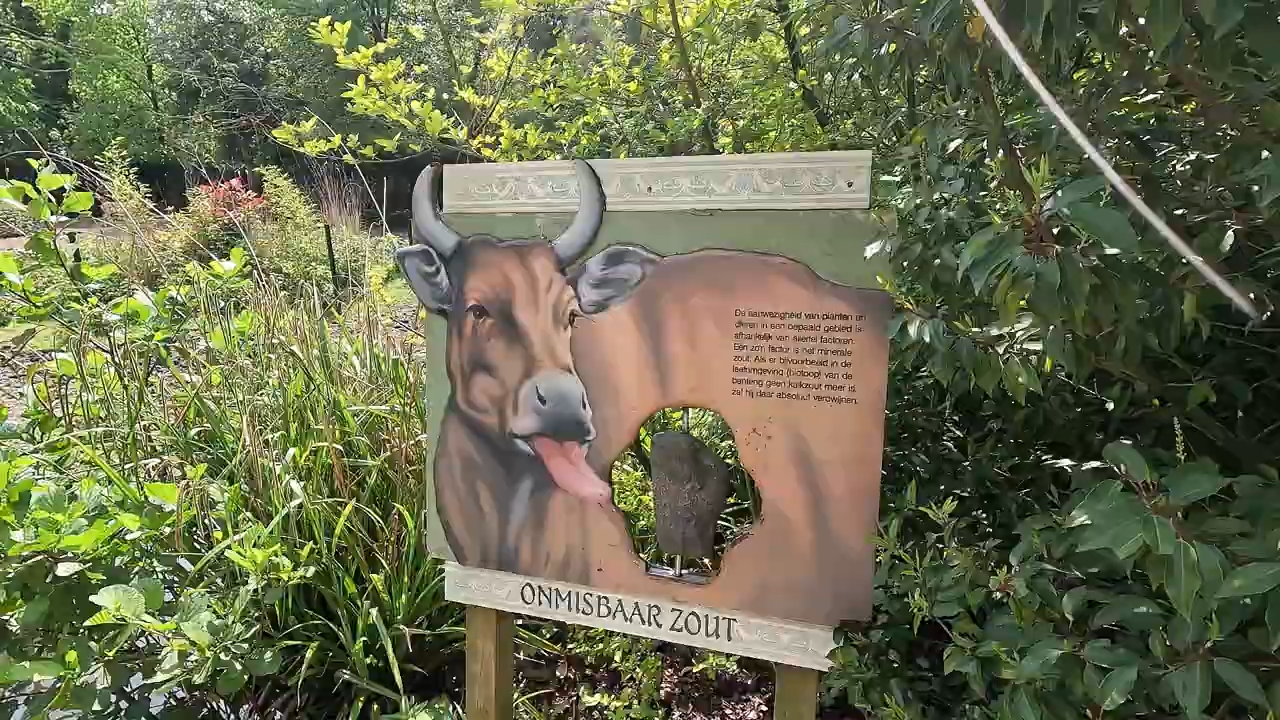 De aanwezigheid van planten en
dieren in een bepaald gebied is
afhankelijk van allerlei factoren.
Eén zo'n factor is het minerale
zout. Als er bijvoorbeeld in de
leefomgeving (biotoop) van de
banteng geen kalkzout meer is,
zal hij daar absoluut verdwijnen.
ONMISBAAR ZOUT